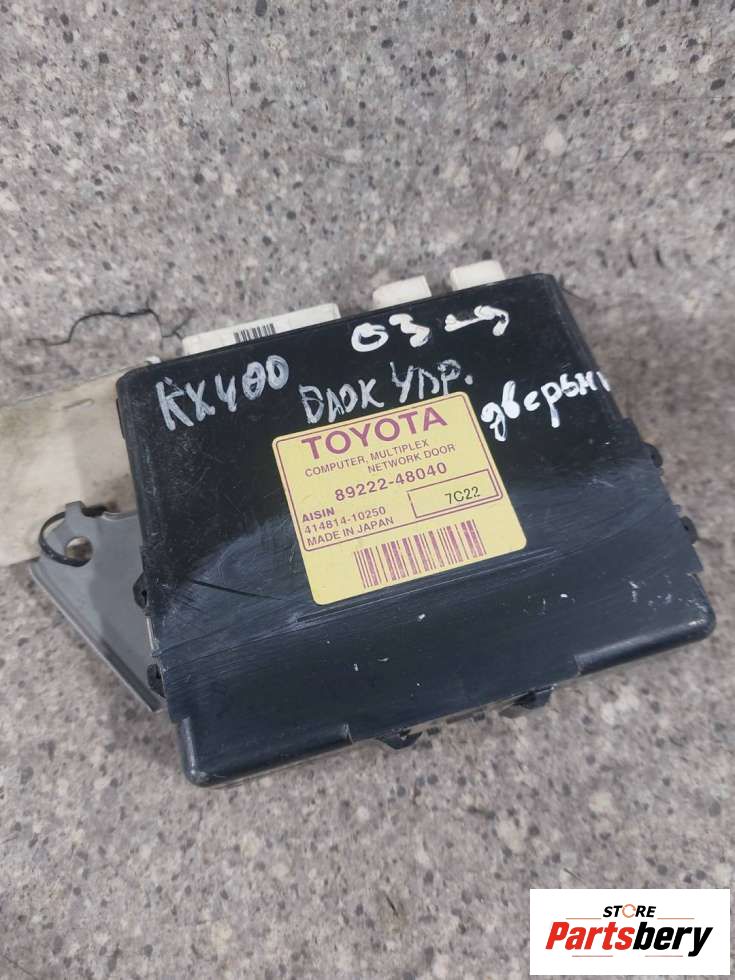 03-->
КХ400
БЛОК УПР.
дверьми
TOYOTA
COMPUTER, MULTIPLEX
NETWORK DOOR
89222-48040
AISIN
414814-10250
MADE IN JAPAN
7C22
STORE
Partsbery